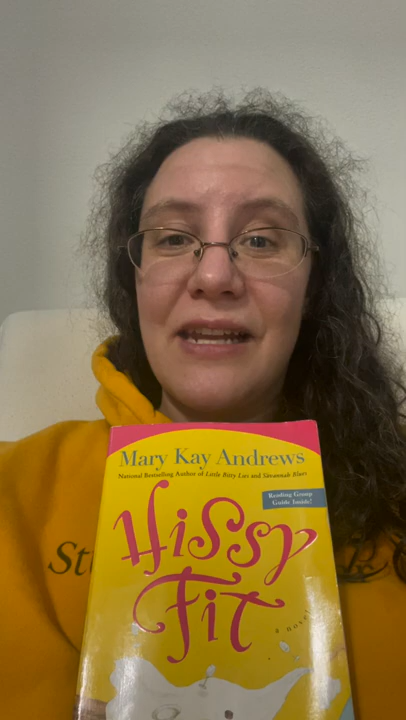 Mary Kay Andrews
National Bestselling Author of Little Bitty Lies and Savannah Blues
Reading Group
Guide Inside!
Hissy
Fit
a novel
St